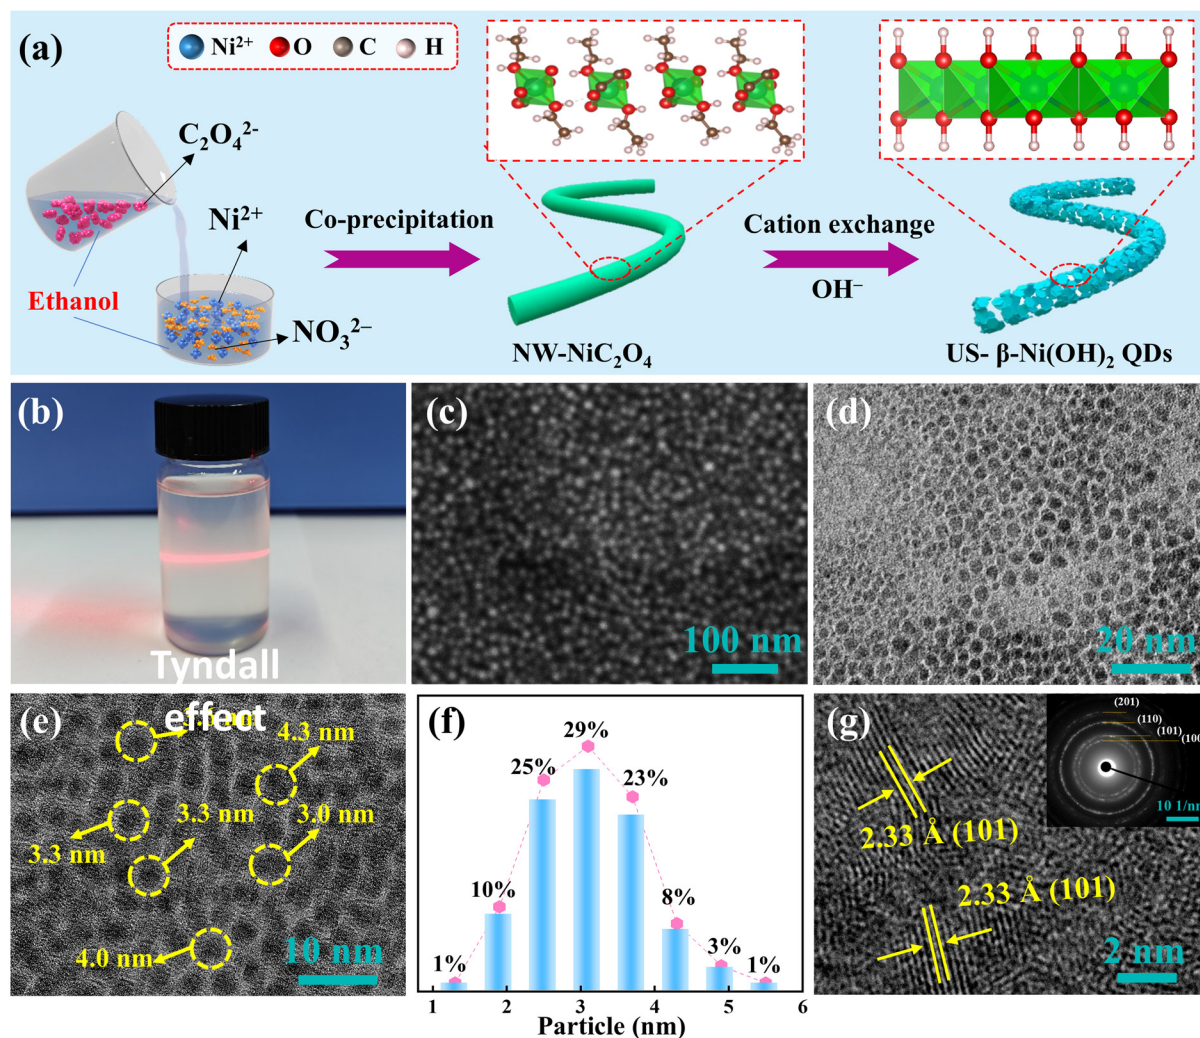 (a)
Ni²⁺ O C H
C₂O₄²⁻
Ni²⁺
Ethanol
NO₃²⁻
Co-precipitation
NW-NiC₂O₄
Cation exchange
OH⁻
US- β-Ni(OH)₂ QDs
(b)
Tyndall
effect
(c)
100 nm
(d)
20 nm
(e)
4.3 nm
3.3 nm
3.0 nm
3.3 nm
4.0 nm
10 nm
(f)
1%
10%
25%
29%
23%
8%
3%
1%
1 2 3 4 5 6
Particle (nm)
(g)
(201)
(110)
(101)
(100
10 1/nm
2.33 Å (101)
2.33 Å (101)
2 nm